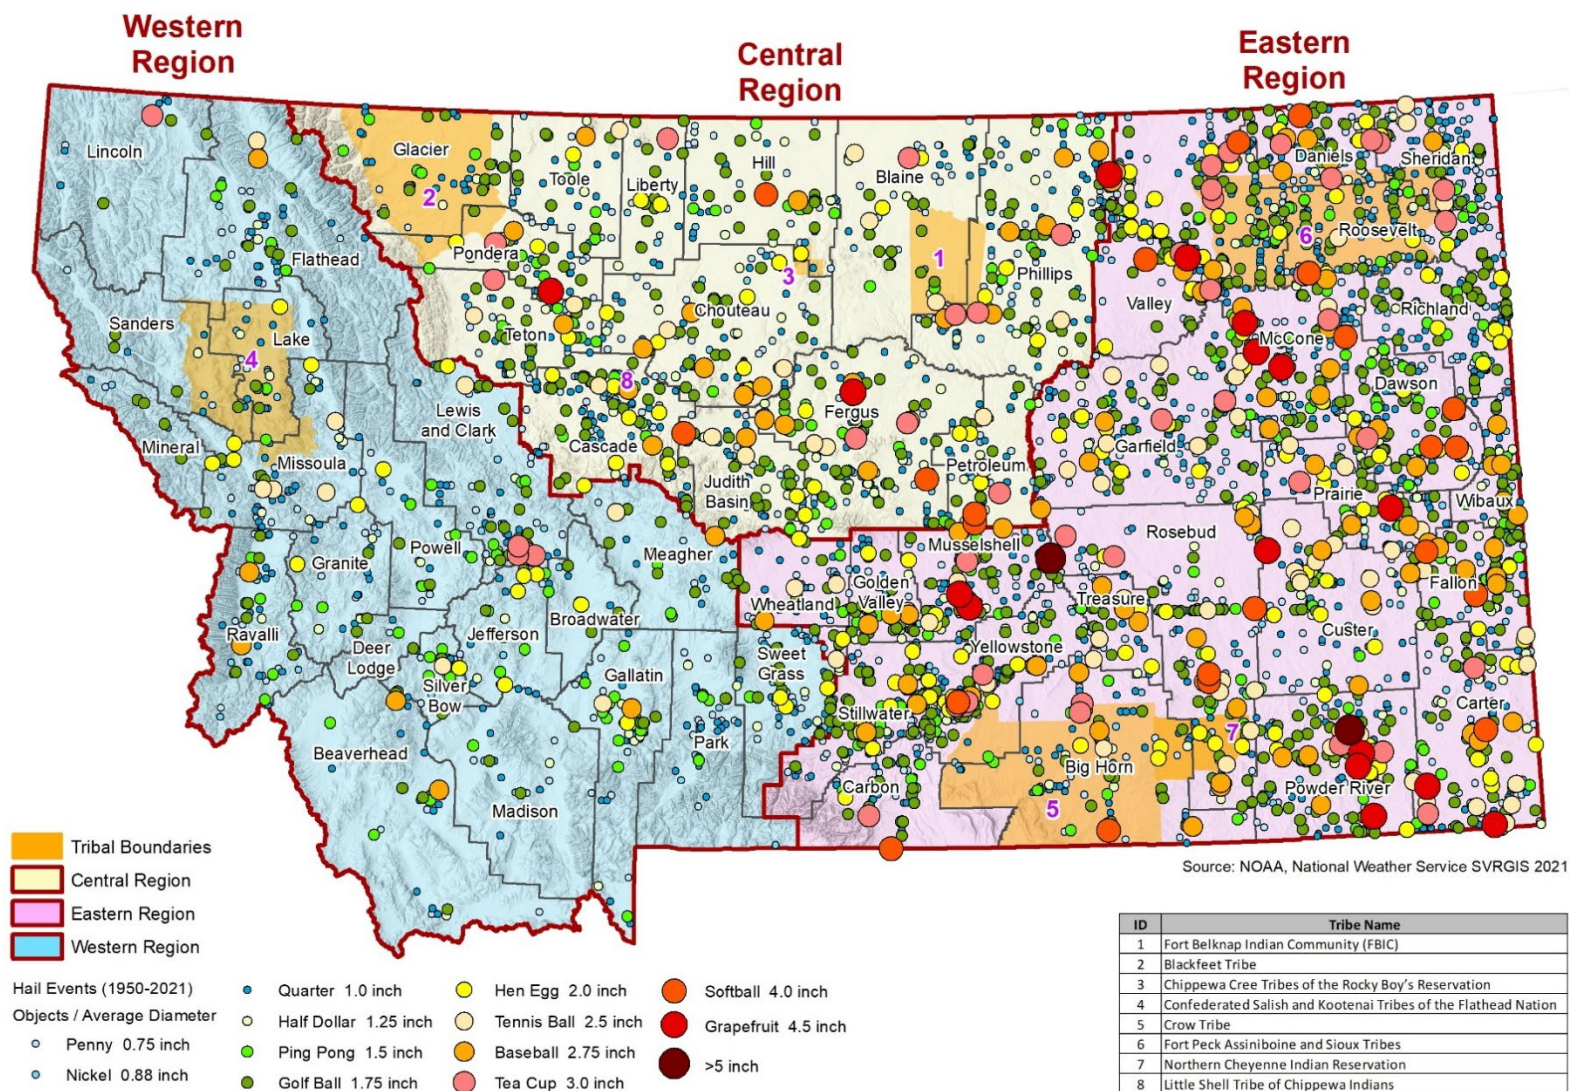 Western
Region
Central
Region
Eastern
Region
Lincoln
Glacier
2
Toole
Liberty
Hill
Blaine
Daniels
Sheridan
Flathead
Pondera
3
1
Phillips
6
Roosevelt
Sanders
Lake
4
Teton
Chouteau
Valley
Richland
McCone
8
Lewis
and Clark
Fergus
Dawson
Mineral
Missoula
Cascade
Judith
Basin
Petroleum
Garfield
Prairie
Wibaux
Granite
Powell
Meagher
Musselshell
Rosebud
Wheatland
Golden
Valley
Treasure
Fallon
Ravalli
Deer
Lodge
Jefferson
Broadwater
Sweet
Grass
Yellowstone
Custer
Silver
Bow
Gallatin
Stillwater
Carter
Beaverhead
Park
7
Big Horn
Madison
Carbon
5
Powder River
Tribal Boundaries
Central Region
Eastern Region
Western Region
Source: NOAA, National Weather Service SVRGIS 2021
Hail Events (1950-2021)
Objects / Average Diameter
Penny 0.75 inch
Nickel 0.88 inch
Quarter 1.0 inch
Half Dollar 1.25 inch
Ping Pong 1.5 inch
Golf Ball 1.75 inch
Hen Egg 2.0 inch
Tennis Ball 2.5 inch
Baseball 2.75 inch
Tea Cup 3.0 inch
Softball 4.0 inch
Grapefruit 4.5 inch
>5 inch
ID Tribe Name
1 Fort Belknap Indian Community (FBIC)
2 Blackfeet Tribe
3 Chippewa Cree Tribes of the Rocky Boy's Reservation
4 Confederated Salish and Kootenai Tribes of the Flathead Nation
5 Crow Tribe
6 Fort Peck Assiniboine and Sioux Tribes
7 Northern Cheyenne Indian Reservation
8 Little Shell Tribe of Chippewa Indians